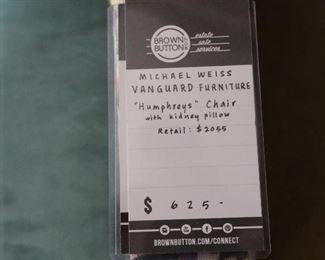 BROWN
BUTTON
estate
sale
services
MICHAEL WEISS
VANGUARD FURNITURE
"Humphreys" Chair
with kidney pillow
Retail: $2055
$ 625-
BROWNBUTTON.COM/CONNECT